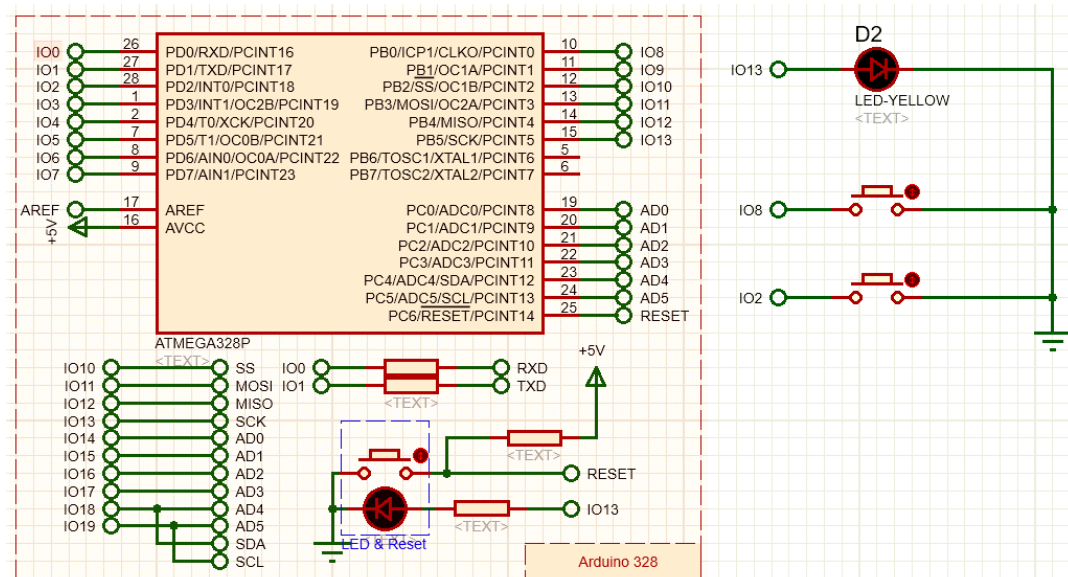 IO0 26 PD0/RXD/PCINT16 PB0/ICP1/CLKO/PCINT0 10 IO8
IO1 27 PD1/TXD/PCINT17 PB1/OC1A/PCINT1 11 IO9
IO2 28 PD2/INT0/PCINT18 PB2/SS/OC1B/PCINT2 12 IO10
IO3 1 PD3/INT1/OC2B/PCINT19 PB3/MOSI/OC2A/PCINT3 13 IO11
IO4 2 PD4/T0/XCK/PCINT20 PB4/MISO/PCINT4 14 IO12
IO5 7 PD5/T1/OC0B/PCINT21 PB5/SCK/PCINT5 15 IO13
IO6 8 PD6/AIN0/OC0A/PCINT22 PB6/TOSC1/XTAL1/PCINT6 5
IO7 9 PD7/AIN1/PCINT23 PB7/TOSC2/XTAL2/PCINT7 6
AREF 17 AREF PC0/ADC0/PCINT8 19 AD0
+5V 16 AVCC PC1/ADC1/PCINT9 20 AD1
PC2/ADC2/PCINT10 21 AD2
PC3/ADC3/PCINT11 22 AD3
PC4/ADC4/SDA/PCINT12 23 AD4
PC5/ADC5/SCL/PCINT13 24 AD5
PC6/RESET/PCINT14 25 RESET
ATMEGA328P
<TEXT>
IO10 SS
IO11 MOSI
IO12 MISO
IO13 SCK
IO14 AD0
IO15 AD1
IO16 AD2
IO17 AD3
IO18 AD4
IO19 AD5
SDA
SCL
IO0 RXD
IO1 TXD
<TEXT>
+5V
<TEXT>
RESET
IO13
<TEXT>
<TEXT>
LED & Reset
Arduino 328
D2
IO13
LED-YELLOW
<TEXT>
IO8
IO2